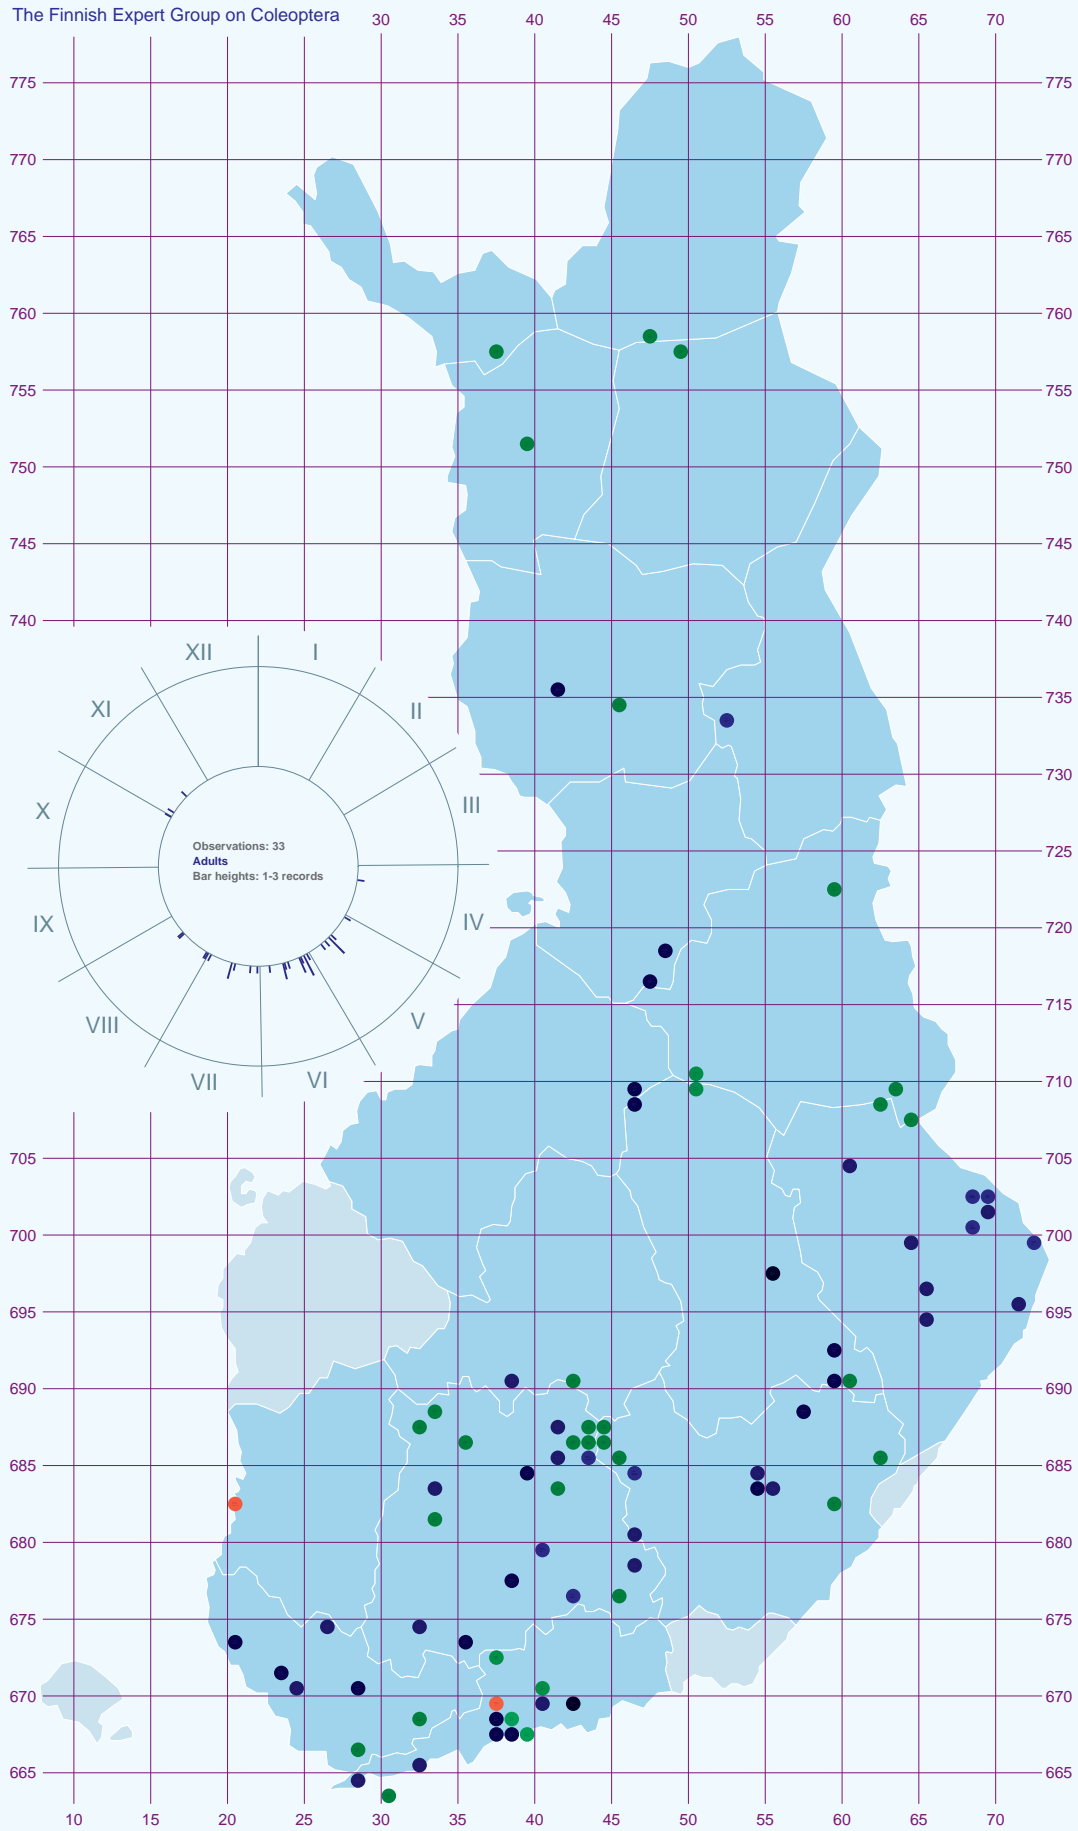 The Finnish Expert Group on Coleoptera
30 40 45 50 55 60 65 70
775 775
770 770
765 765
760 760
755 755
750 750
745 745
740 740
XII I
XI II
735
730
X III
Observations: 33
Adults
Bar heights: 1-3 records
725
IX IV
720
VIII V
715
VII VI
710
705 705
700 700
695 695
690 690
685 685
680 680
675 675
670 670
665 665
10 15 20 25 30 35 40 45 50 55 60 65 70